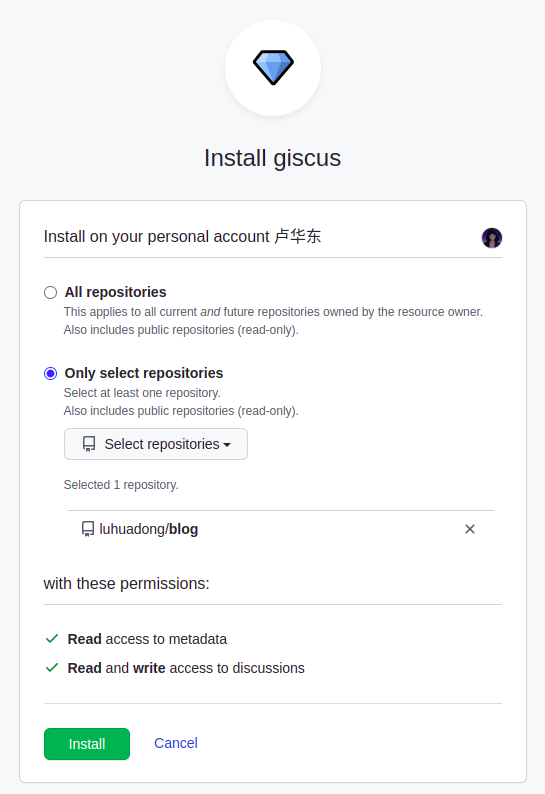 Install giscus
Install on your personal account 卢华东
All repositories
This applies to all current and future repositories owned by the resource owner.
Also includes public repositories (read-only).
Only select repositories
Select at least one repository.
Also includes public repositories (read-only).
Select repositories
Selected 1 repository.
luhuadong/blog
with these permissions:
Read access to metadata
Read and write access to discussions
Install Cancel